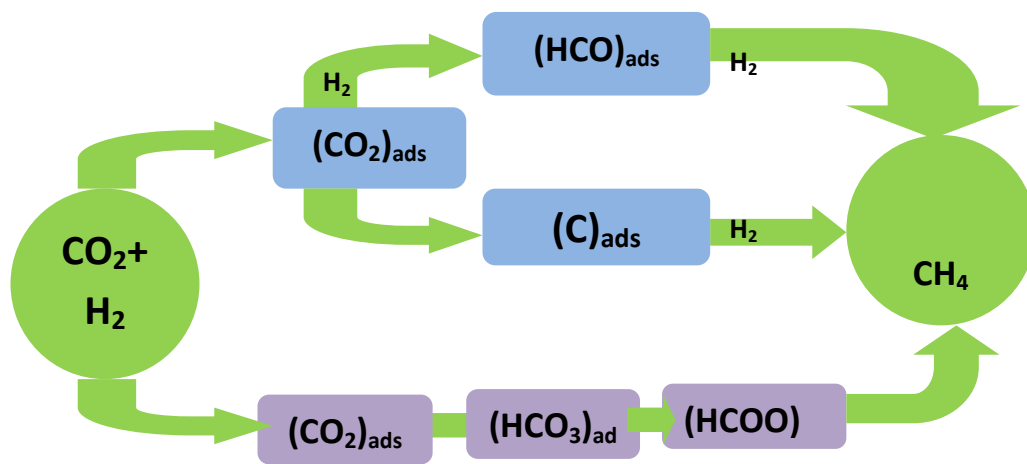 (HCO)ads
H₂
H₂
(CO₂)ads
(C)ads
H₂
CO₂+
H₂
CH₄
(CO₂)ads
(HCO₃)ad
(HCOO)